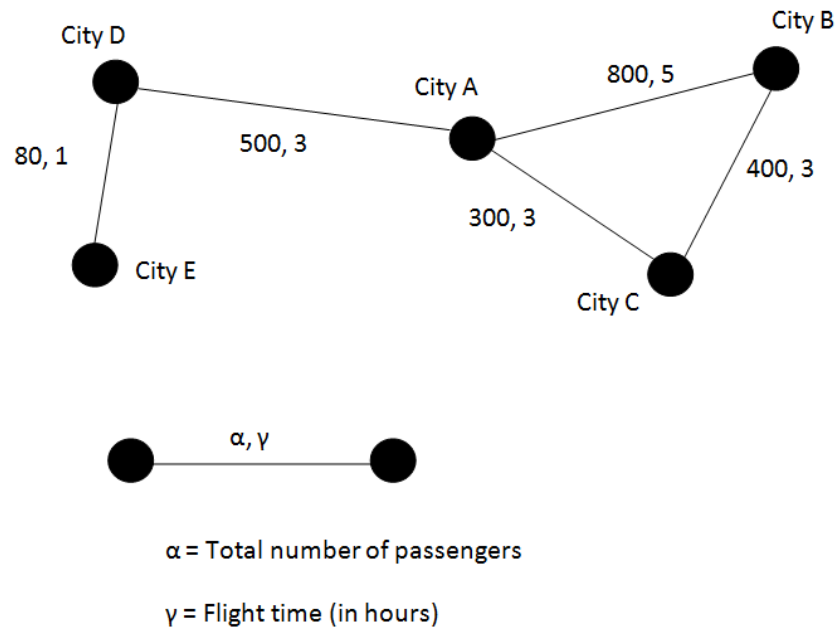 City B
City D
City A
800, 5
80, 1
500, 3
400, 3
300, 3
City E
City C
α, γ
α = Total number of passengers
γ = Flight time (in hours)